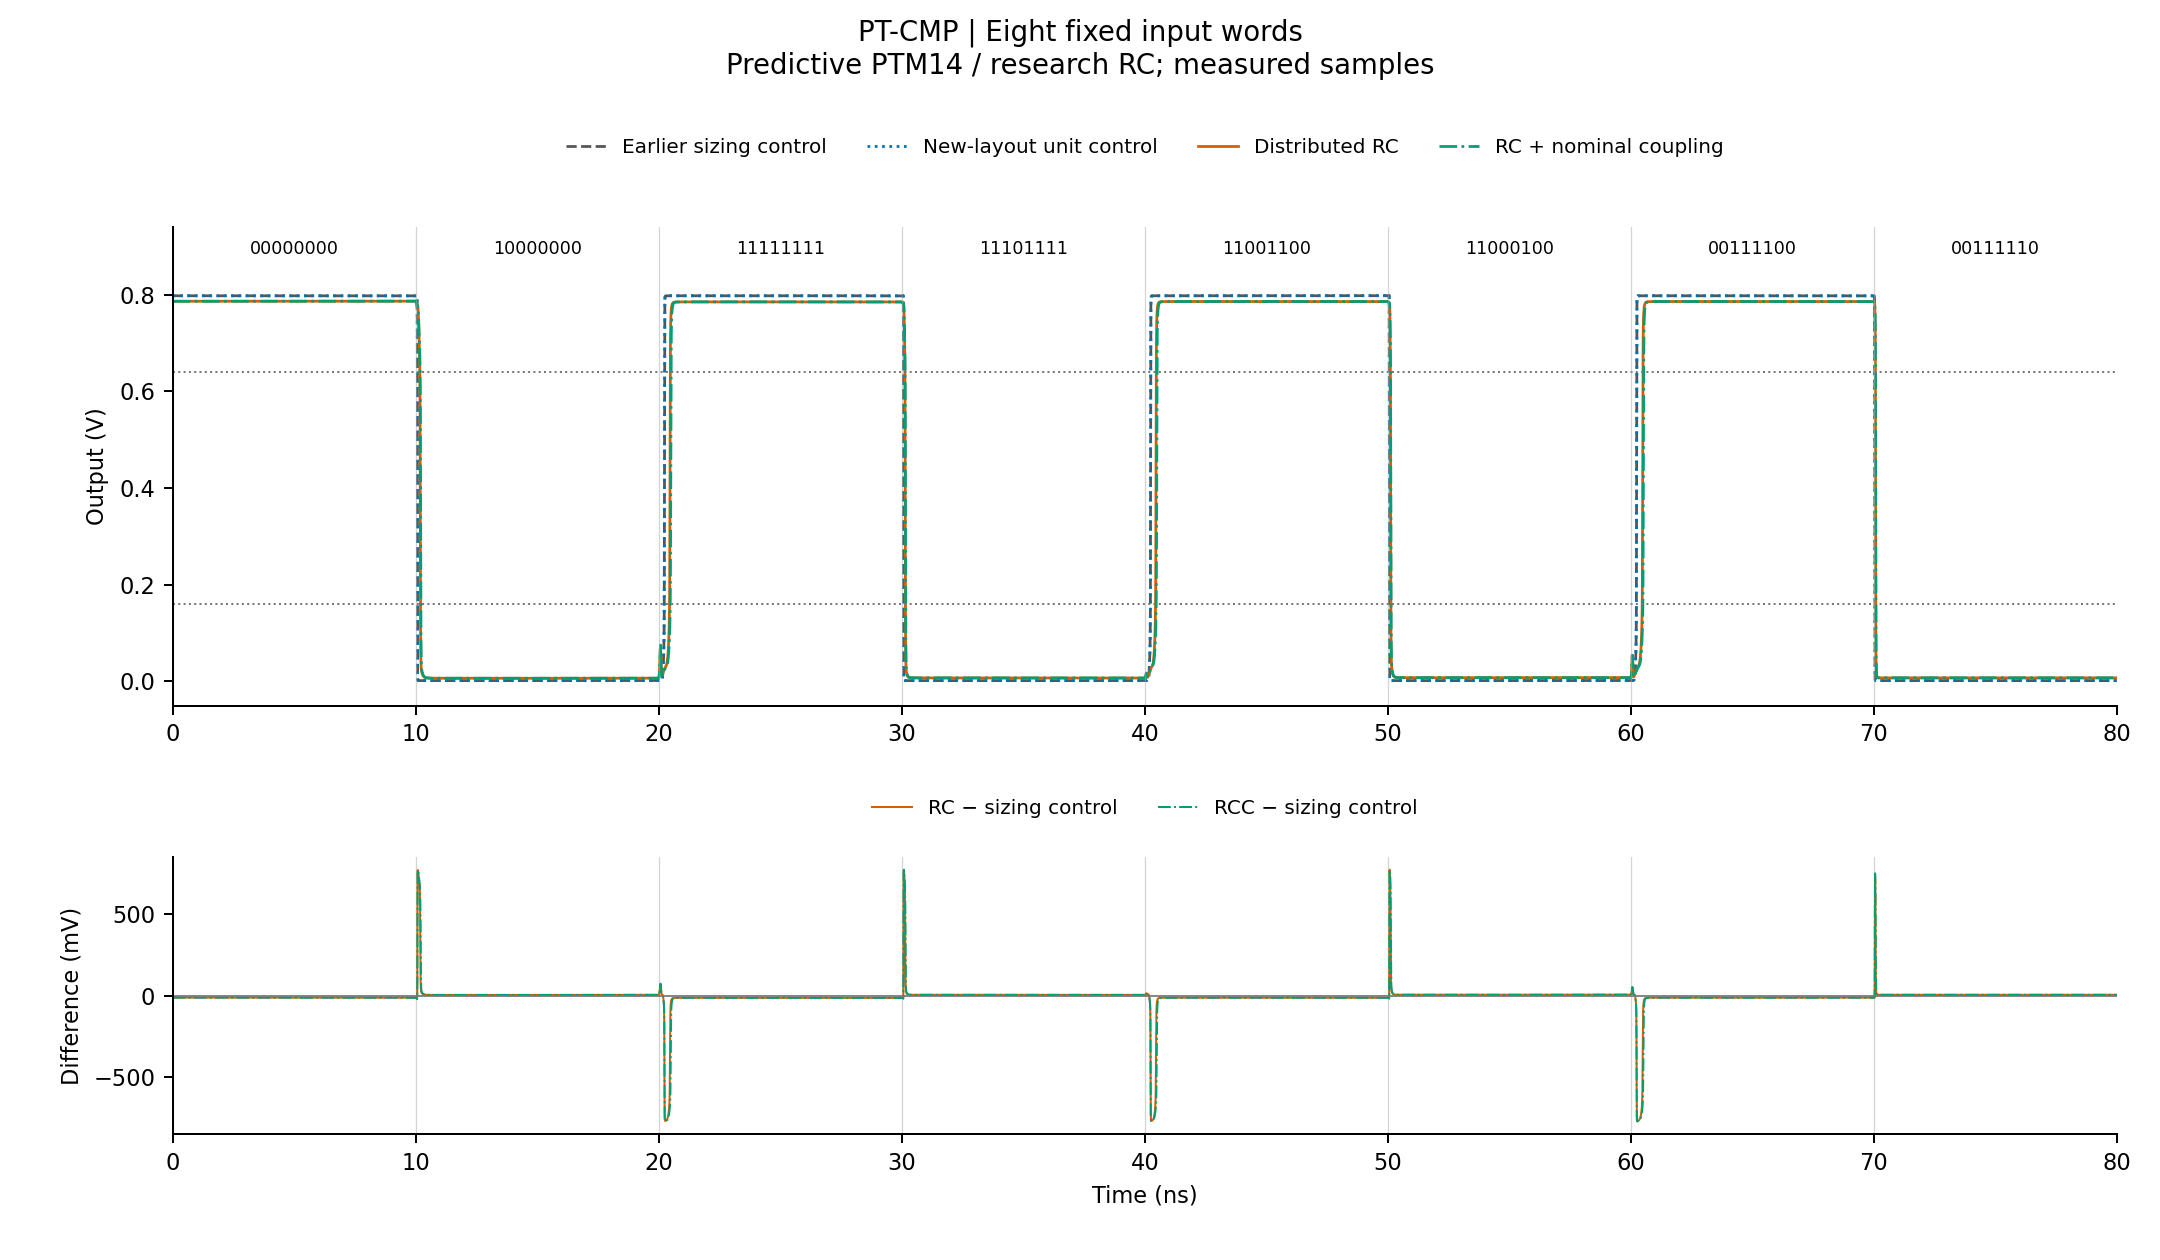 PT-CMP | Eight fixed input words
Predictive PTM14 / research RC; measured samples
Earlier sizing control New-layout unit control Distributed RC RC + nominal coupling
00000000 10000000 11111111 11101111 11001100 11000100 00111100 00111110
Output (V)
0.8
0.6
0.4
0.2
0.0
0 10 20 30 40 50 60 70 80
RC − sizing control RCC − sizing control
Difference (mV)
500
0
−500
0 10 20 30 40 50 60 70 80
Time (ns)